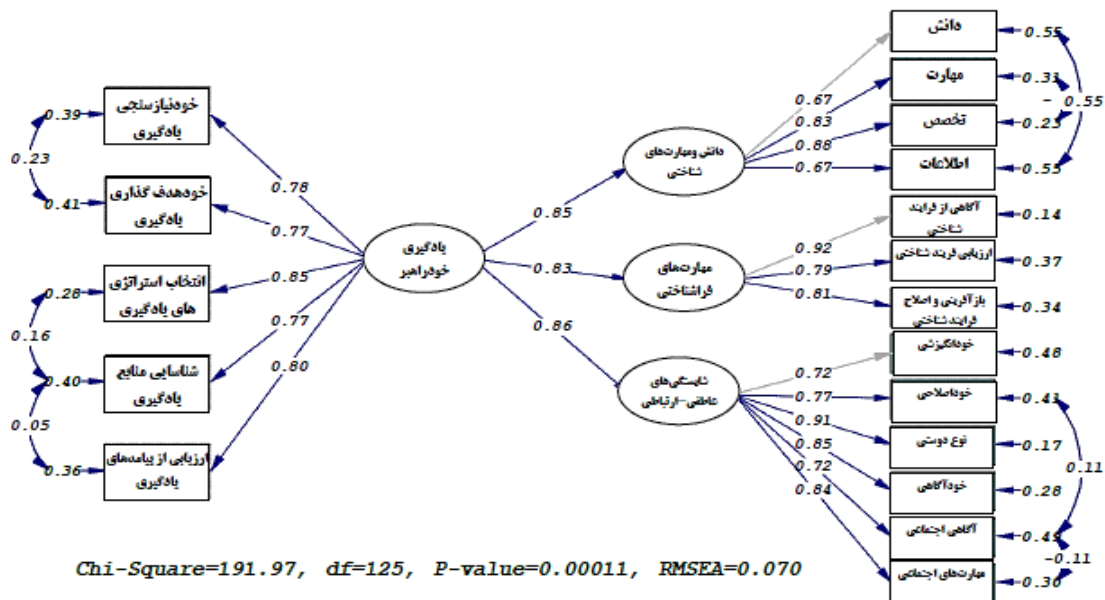 خودنیازسنجی
یادگیری
0.39
0.23
خودهدف گذاری
یادگیری
0.41
انتخاب استراتژی
های یادگیری
0.28
0.16
شناسایی منابع
یادگیری
0.40
0.05
ارزیابی از پیامدهای
یادگیری
0.36
0.78
0.77
0.85
0.77
0.80
یادگیری
خودراهبر
0.85
0.83
0.86
دانش ومهارت‌های
شناختی
مهارت‌های
فراشناختی
شایستگی‌های
عاطفی-ارتباطی
0.67
0.83
0.88
0.67
0.92
0.79
0.81
0.72
0.77
0.91
0.85
0.72
0.84
دانش
0.55
مهارت
0.31
تخصص
0.23
اطلاعات
0.55
- 0.55
آگاهی از فرایند
شناختی
0.14
ارزیابی فریند شناختی
0.37
بازآفرینی و اصلاح
فرایند شناختی
0.34
خودانگیزشی
0.48
خوداصلاحی
0.41
نوع دوستی
0.17
خودآگاهی
0.28
آگاهی اجتماعی
0.49
مهارت‌های اجتماعی
0.30
0.11
-0.11
Chi-Square=191.97, df=125, P-value=0.00011, RMSEA=0.070